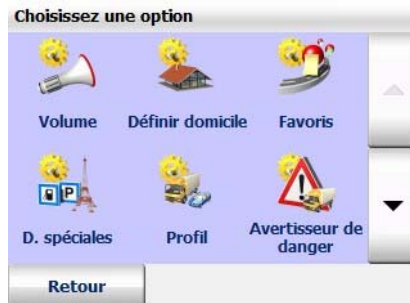 Choisissez une option
Volume
Définir domicile
Favoris
P
D. spéciales
Profil
Avertisseur de
danger
Retour